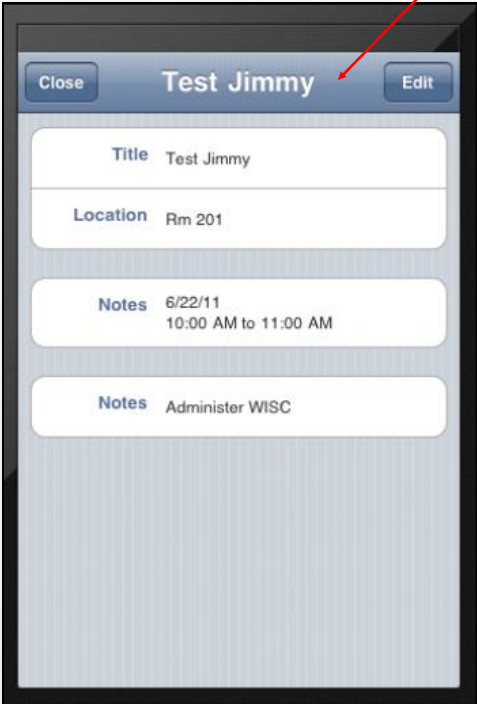 Close Test Jimmy Edit
Title Test Jimmy
Location Rm 201
Notes 6/22/11
10:00 AM to 11:00 AM
Notes Administer WISC